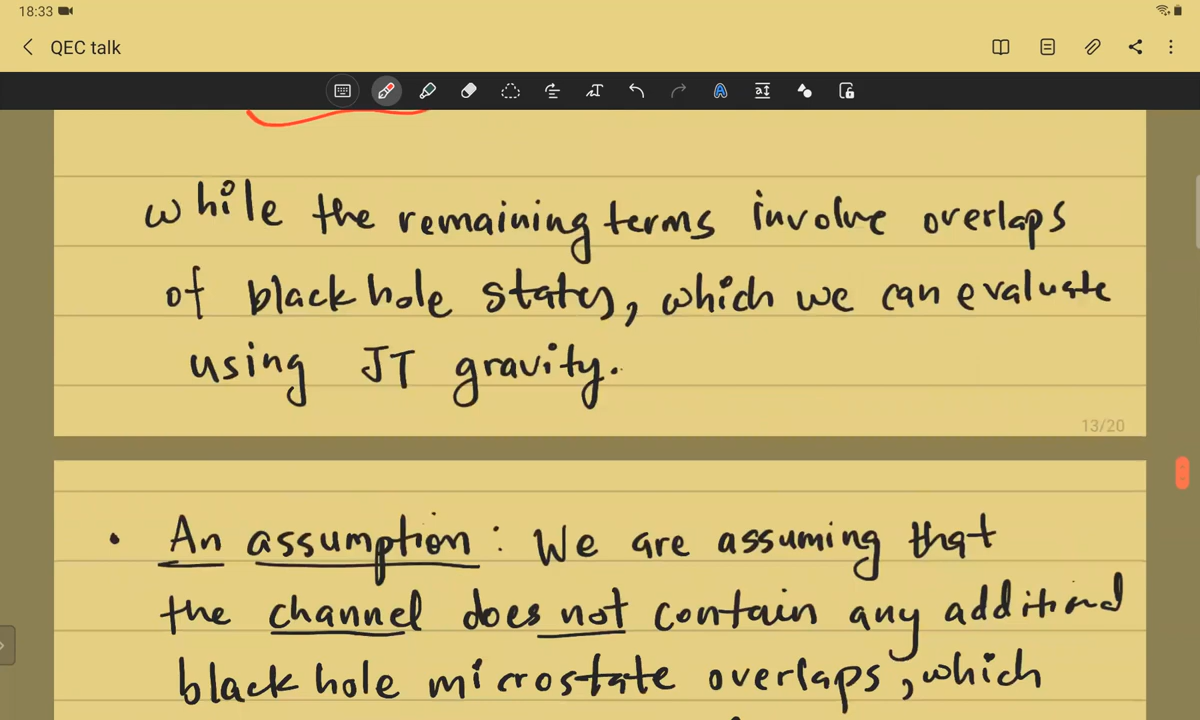 18:33
QEC talk
while the remaining terms involve overlaps
of black hole states, which we can evaluate
using JT gravity.
13/20
• An assumption: We are assuming that
the channel does not contain any additional
black hole microstate overlaps, which